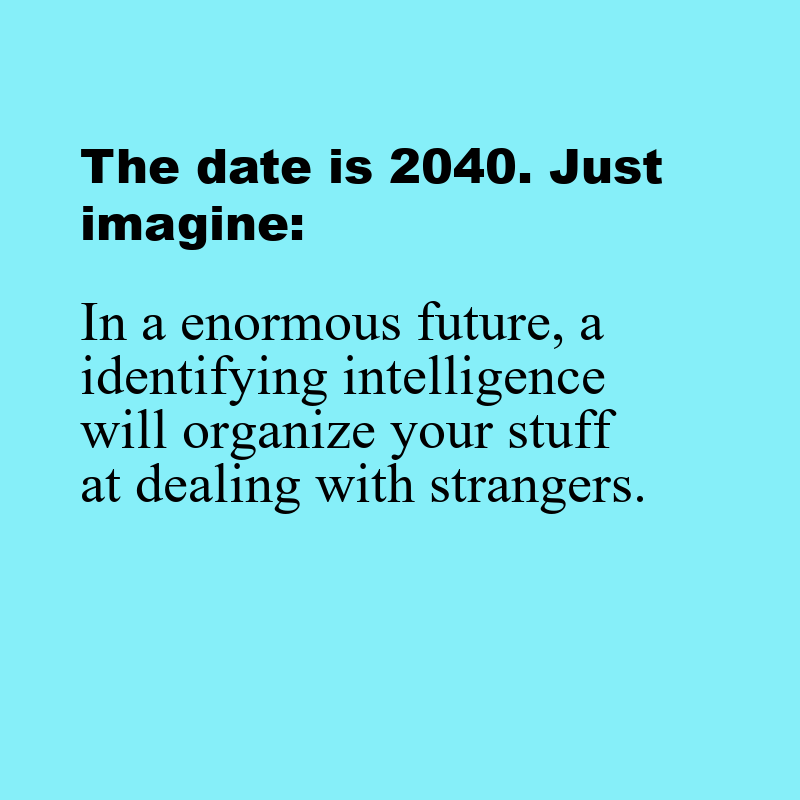 The date is 2040. Just
imagine:
In a enormous future, a
identifying intelligence
will organize your stuff
at dealing with strangers.